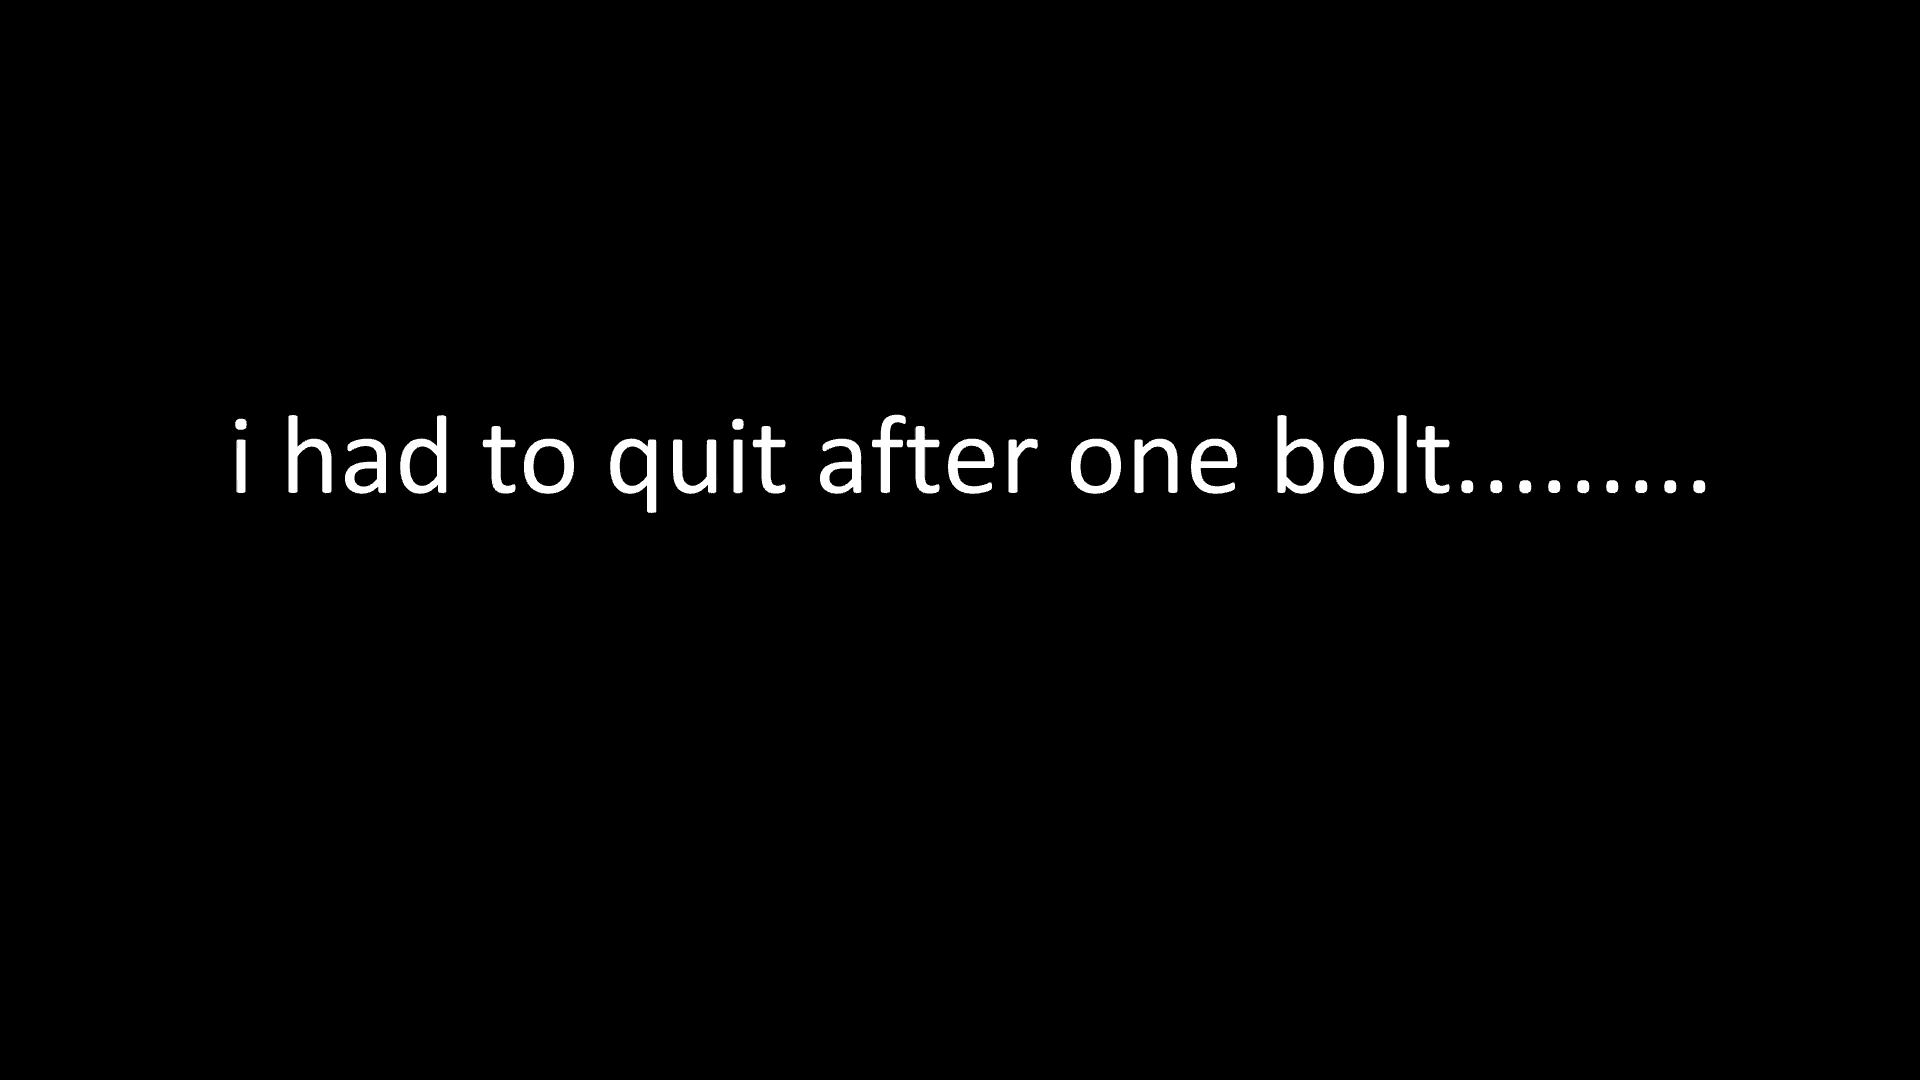 i had to quit after one bolt.........